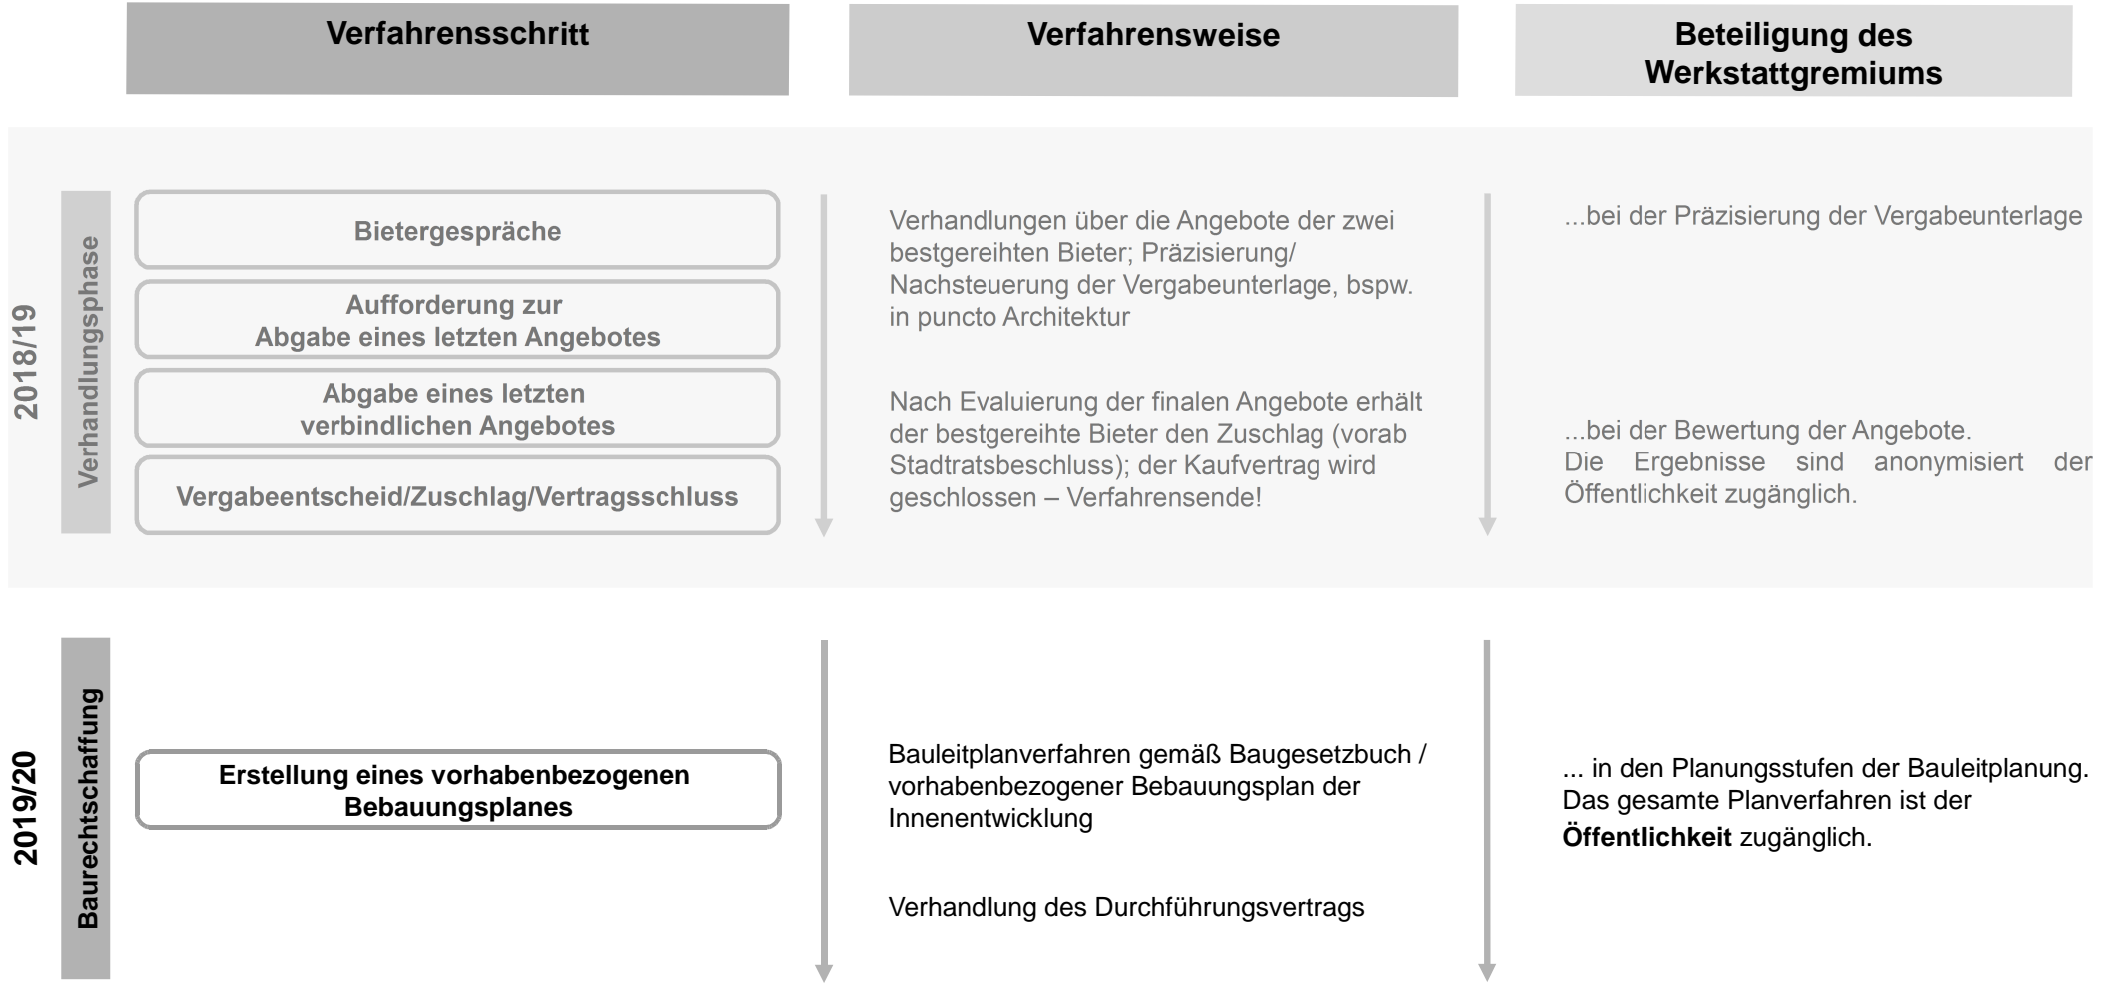 Verfahrensschritt
Verfahrensweise
Beteiligung des
Werkstattgremiums
2018/19
Verhandlungsphase
Bietergespräche
Aufforderung zur
Abgabe eines letzten Angebotes
Abgabe eines letzten
verbindlichen Angebotes
Vergabeentscheid/Zuschlag/Vertragsschluss
Verhandlungen über die Angebote der zwei
bestgereihten Bieter; Präzisierung/
Nachsteuerung der Vergabeunterlage, bspw.
in puncto Architektur
Nach Evaluierung der finalen Angebote erhält
der bestgereihte Bieter den Zuschlag (vorab
Stadtratsbeschluss); der Kaufvertrag wird
geschlossen – Verfahrensende!
...bei der Präzisierung der Vergabeunterlage
...bei der Bewertung der Angebote.
Die Ergebnisse sind anonymisiert der
Öffentlichkeit zugänglich.
2019/20
Baurechtschaffung
Erstellung eines vorhabenbezogenen
Bebauungsplanes
Bauleitplanverfahren gemäß Baugesetzbuch /
vorhabenbezogener Bebauungsplan der
Innenentwicklung
Verhandlung des Durchführungsvertrags
... in den Planungsstufen der Bauleitplanung.
Das gesamte Planverfahren ist der
Öffentlichkeit zugänglich.